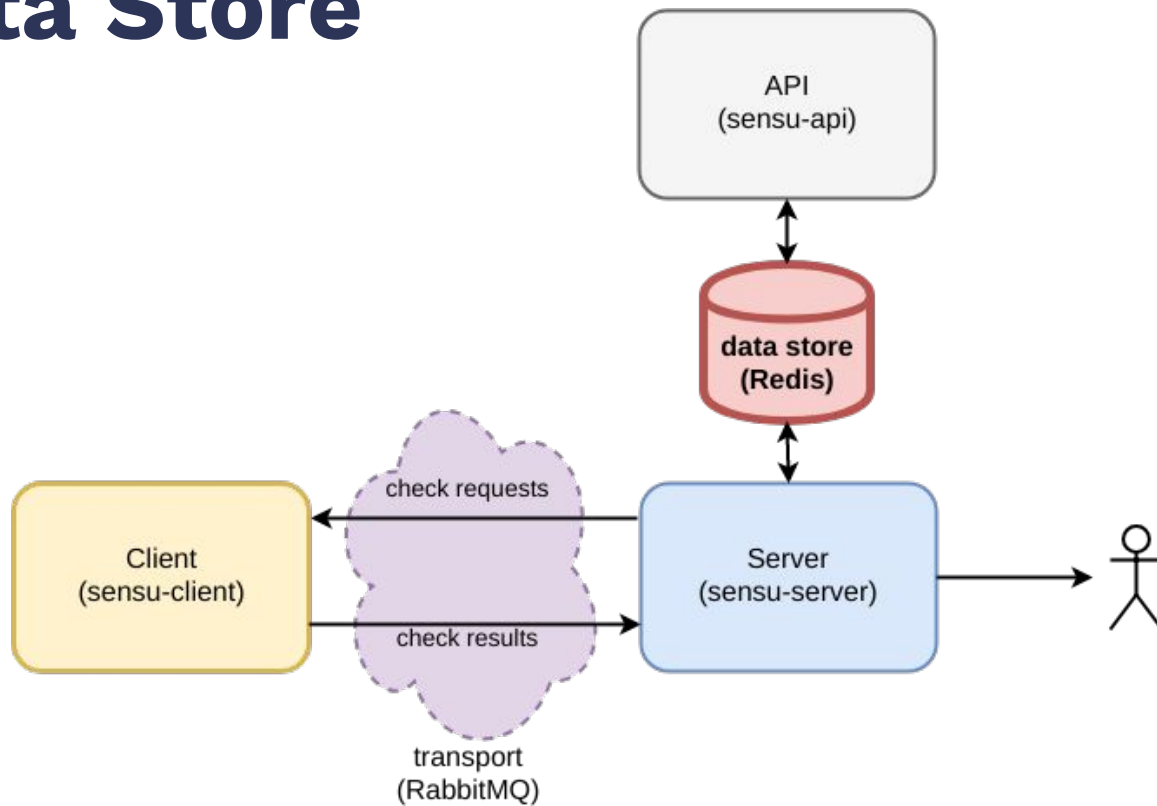 ta Store
API
(sensu-api)
data store
(Redis)
check requests
Client
(sensu-client)
Server
(sensu-server)
check results
transport
(RabbitMQ)